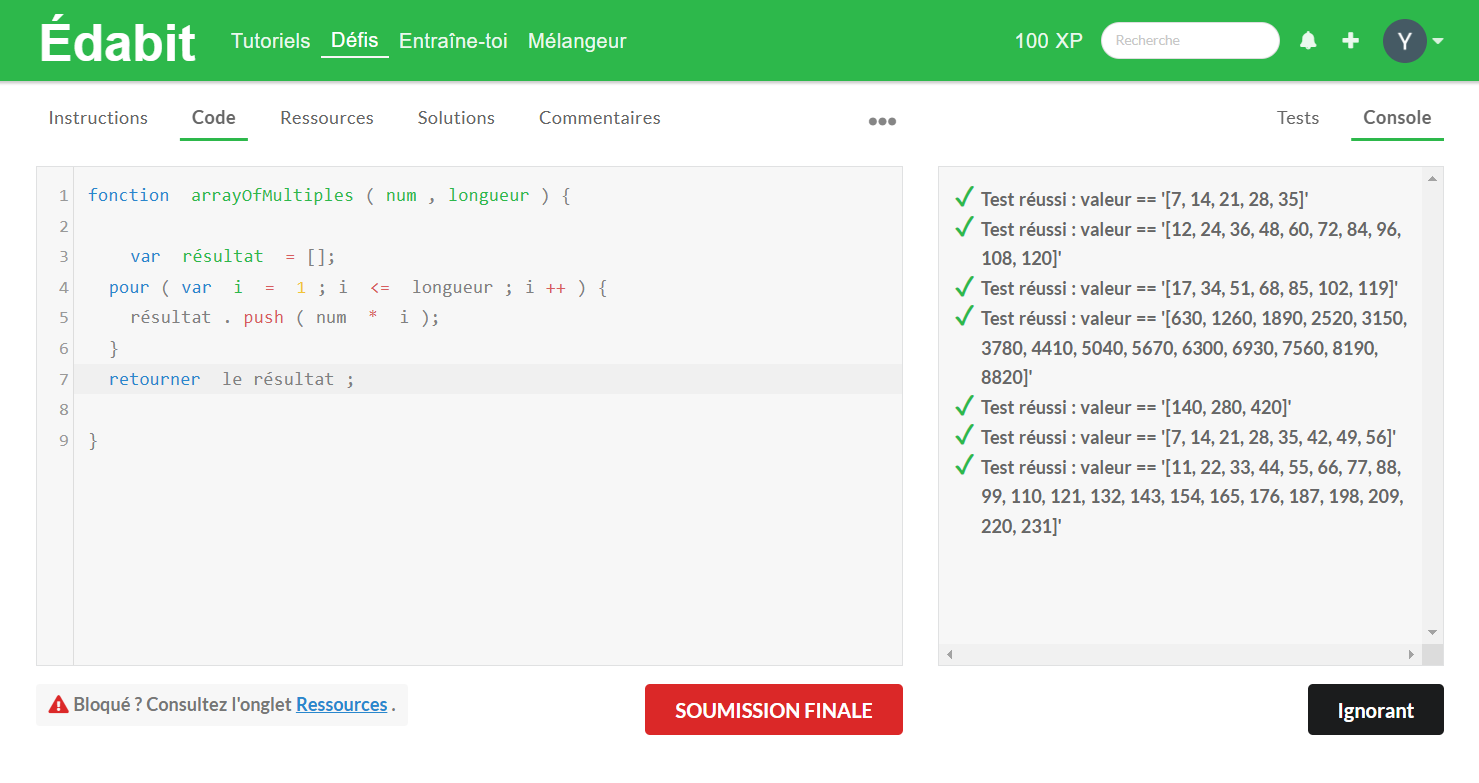 Édabit Tutoriels Défis Entraîne-toi Mélangeur 100 XP Recherche Y
Instructions Code Ressources Solutions Commentaires Tests Console
1 fonction arrayOfMultiples ( num , longueur ) {
2
3 var résultat = [];
4 pour ( var i = 1 ; i <= longueur ; i ++ ) {
5 résultat . push ( num * i );
6 }
7 retourner le résultat ;
8
9 }
Test réussi : valeur == '[7, 14, 21, 28, 35]'
Test réussi : valeur == '[12, 24, 36, 48, 60, 72, 84, 96,
108, 120]'
Test réussi : valeur == '[17, 34, 51, 68, 85, 102, 119]'
Test réussi : valeur == '[630, 1260, 1890, 2520, 3150,
3780, 4410, 5040, 5670, 6300, 6930, 7560, 8190,
8820]'
Test réussi : valeur == '[140, 280, 420]'
Test réussi : valeur == '[7, 14, 21, 28, 35, 42, 49, 56]'
Test réussi : valeur == '[11, 22, 33, 44, 55, 66, 77, 88,
99, 110, 121, 132, 143, 154, 165, 176, 187, 198, 209,
220, 231]'
Bloqué ? Consultez l'onglet Ressources .
SOUMISSION FINALE
Ignorant